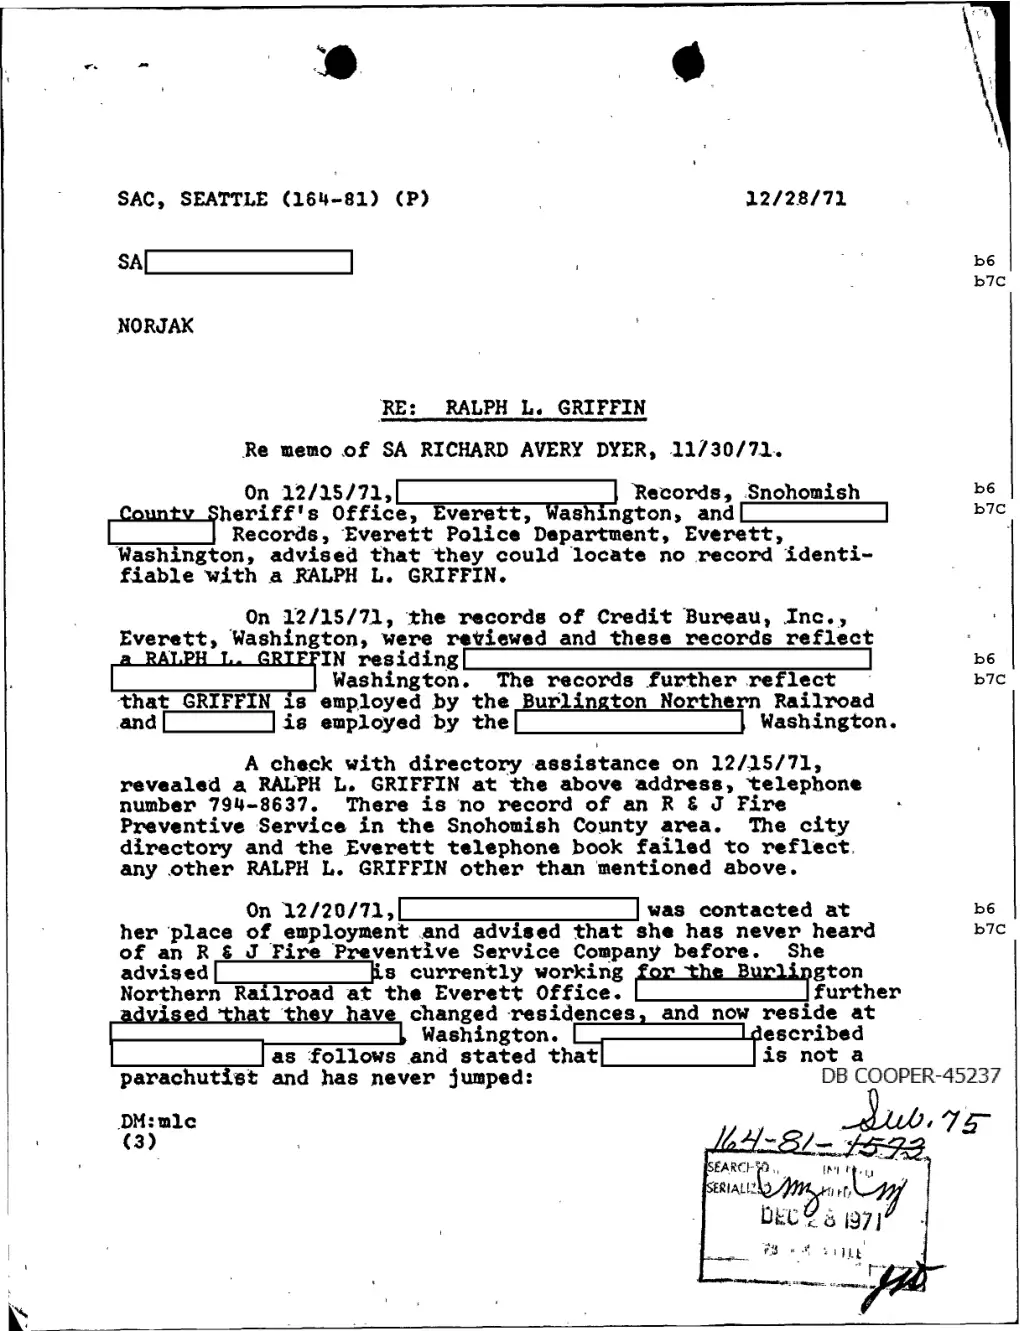 SAC, SEATTLE (164-81) (P) 12/28/71
SA b6
b7C
NORJAK
RE: RALPH L. GRIFFIN
Re memo of SA RICHARD AVERY DYER, 11/30/71.
On 12/15/71, Records, Snohomish b6
County Sheriff's Office, Everett, Washington, and b7C
Records, Everett Police Department, Everett,
Washington, advised that they could locate no record identi-
fiable with a RALPH L. GRIFFIN.
On 12/15/71, the records of Credit Bureau, Inc.,
Everett, Washington, were reviewed and these records reflect
a RALPH L. GRIFFIN residing b6
Washington. The records further reflect b7C
that GRIFFIN is employed by the Burlington Northern Railroad
and is employed by the Washington.
A check with directory assistance on 12/15/71,
revealed a RALPH L. GRIFFIN at the above address, telephone
number 794-8637. There is no record of an R & J Fire
Preventive Service in the Snohomish County area. The city
directory and the Everett telephone book failed to reflect
any other RALPH L. GRIFFIN other than mentioned above.
On 12/20/71, was contacted at b6
her place of employment and advised that she has never heard b7C
of an R & J Fire Preventive Service Company before. She
advised is currently working for the Burlington
Northern Railroad at the Everett Office. further
advised that they have changed residences, and now reside at
, Washington. described
as follows and stated that is not a
parachutist and has never jumped:
DB COOPER-45237
DM:mlc
(3)
Sub. 75
164-81-1573
SERIALIZED
DEC 28 1971